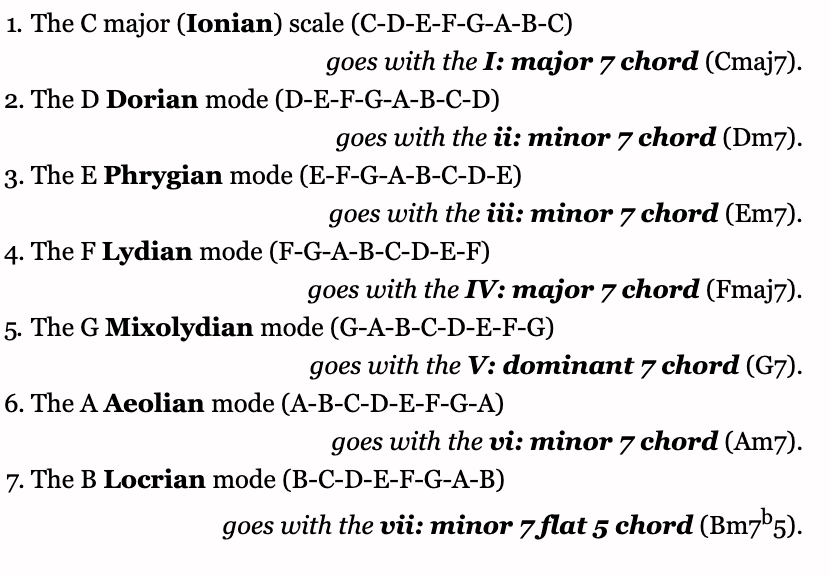 1. The C major (Ionian) scale (C-D-E-F-G-A-B-C)
goes with the I: major 7 chord (Cmaj7).
2. The D Dorian mode (D-E-F-G-A-B-C-D)
goes with the ii: minor 7 chord (Dm7).
3. The E Phrygian mode (E-F-G-A-B-C-D-E)
goes with the iii: minor 7 chord (Em7).
4. The F Lydian mode (F-G-A-B-C-D-E-F)
goes with the IV: major 7 chord (Fmaj7).
5. The G Mixolydian mode (G-A-B-C-D-E-F-G)
goes with the V: dominant 7 chord (G7).
6. The A Aeolian mode (A-B-C-D-E-F-G-A)
goes with the vi: minor 7 chord (Am7).
7. The B Locrian mode (B-C-D-E-F-G-A-B)
goes with the vii: minor 7 flat 5 chord (Bm7b5).